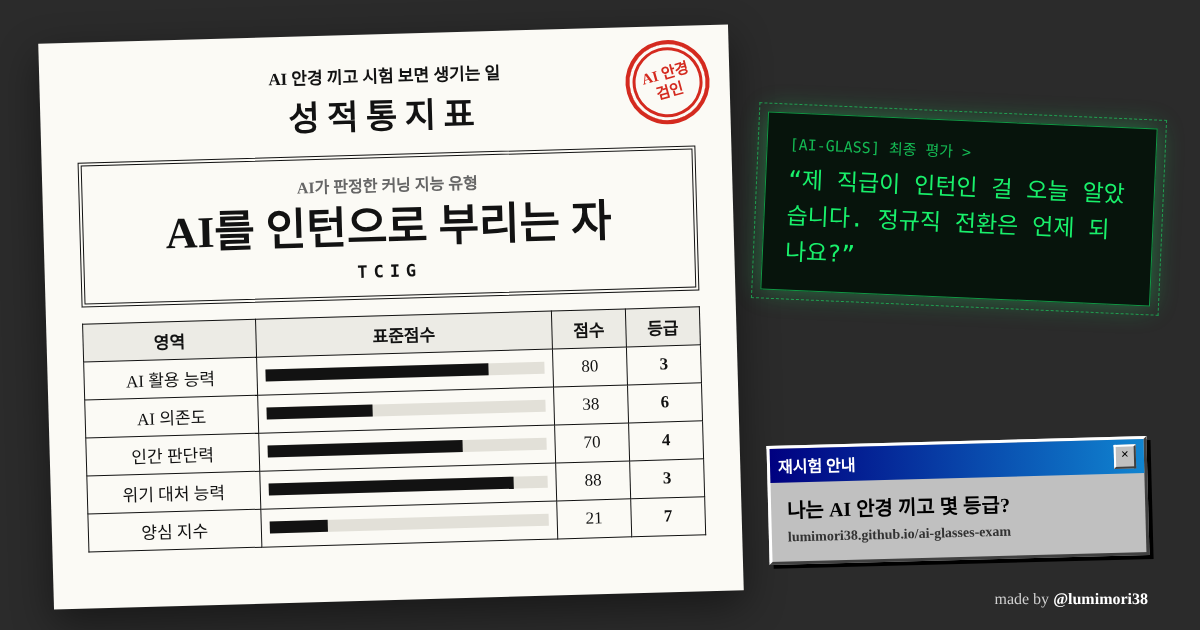 AI 안경 끼고 시험 보면 생기는 일
성적통지표
AI 안경
검인
AI가 판정한 커닝 지능 유형
AI를 인턴으로 부리는 자
TCIG
영역 표준점수 점수 등급
AI 활용 능력 80 3
AI 의존도 38 6
인간 판단력 70 4
위기 대처 능력 88 3
양심 지수 21 7
[AI-GLASS] 최종 평가 >
“제 직급이 인턴인 걸 오늘 알았
습니다. 정규직 전환은 언제 되
나요?”
재시험 안내 ×
나는 AI 안경 끼고 몇 등급?
lumimori38.github.io/ai-glasses-exam
made by @lumimori38